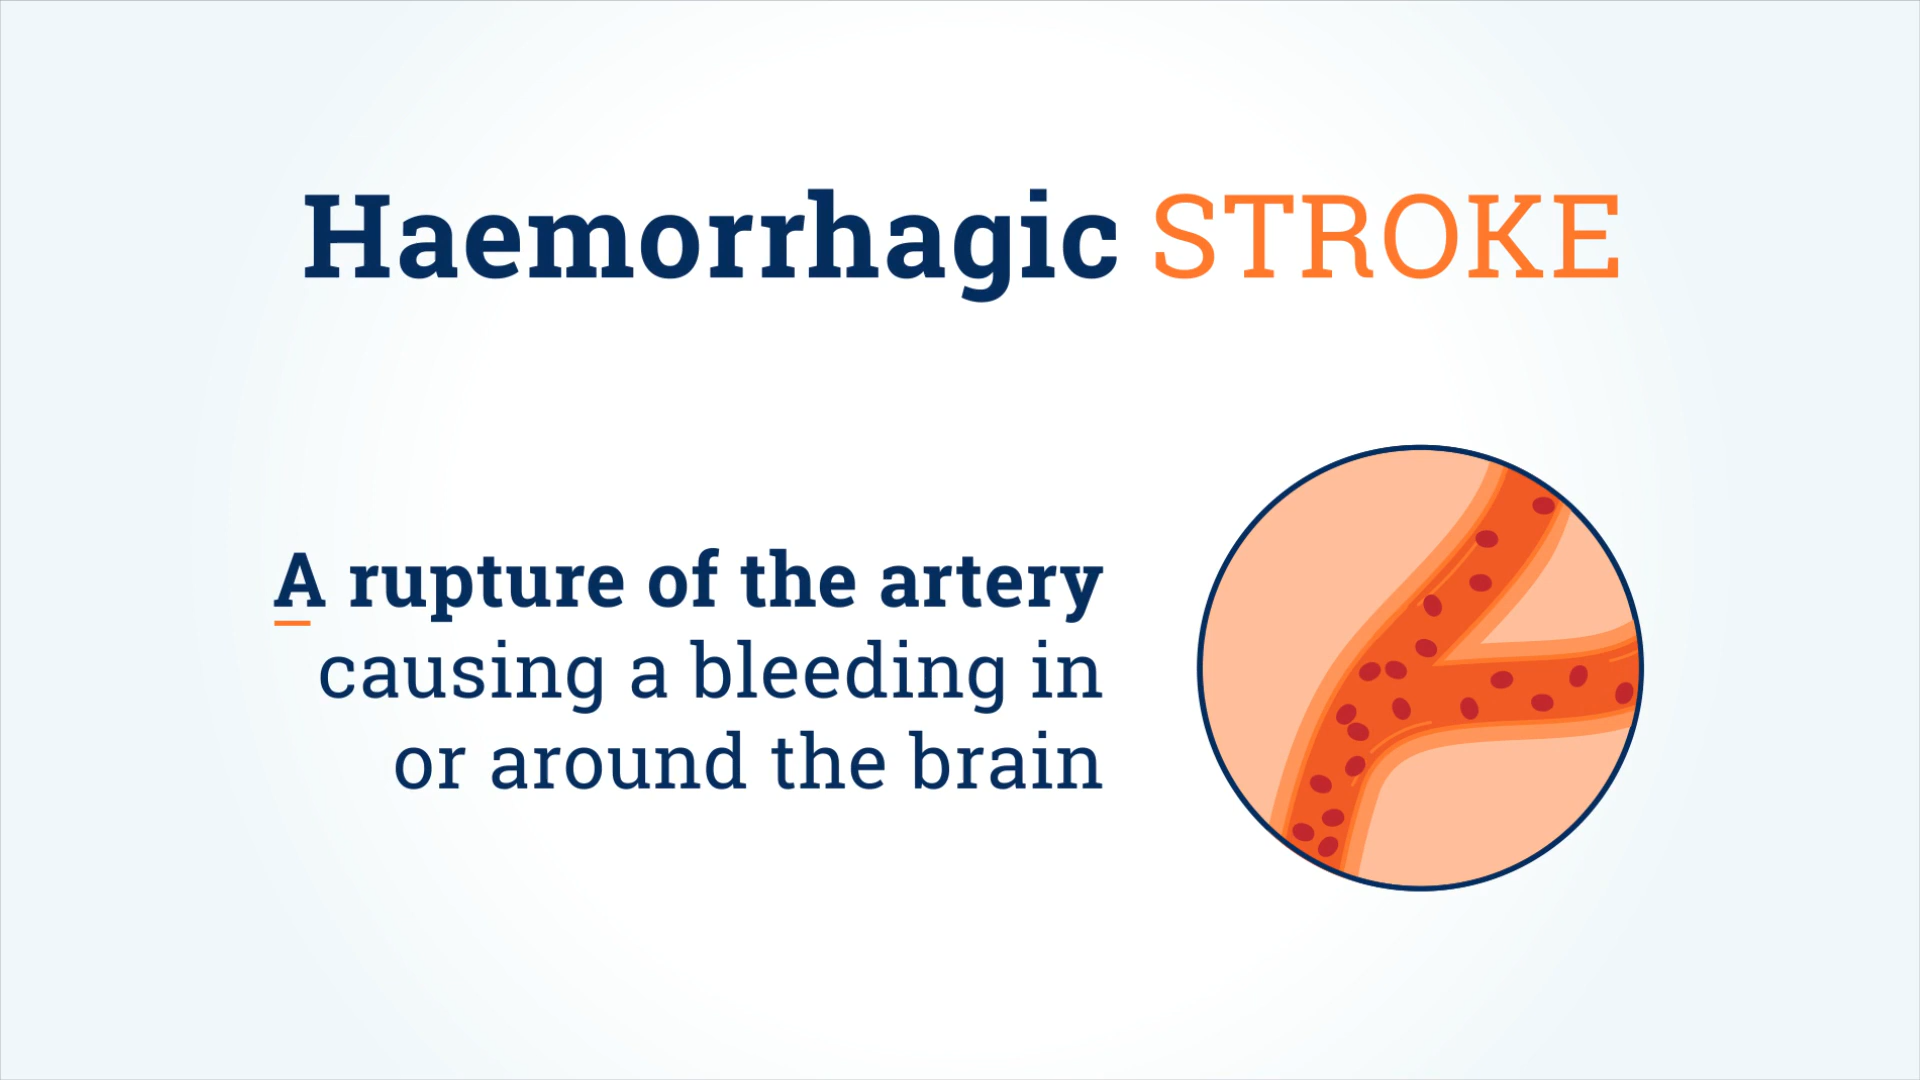 Haemorrhagic STROKE
A rupture of the artery
causing a bleeding in
or around the brain